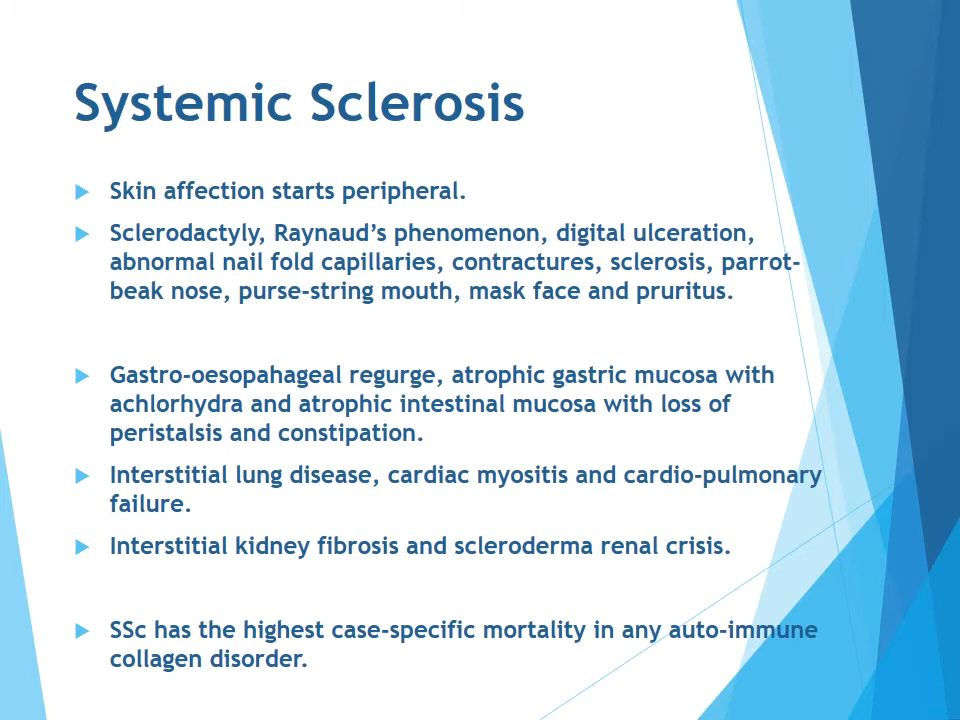 Systemic Sclerosis
Skin affection starts peripheral.
Sclerodactyly, Raynaud’s phenomenon, digital ulceration,
abnormal nail fold capillaries, contractures, sclerosis, parrot-
beak nose, purse-string mouth, mask face and pruritus.
Gastro-oesopahageal regurge, atrophic gastric mucosa with
achlorhydra and atrophic intestinal mucosa with loss of
peristalsis and constipation.
Interstitial lung disease, cardiac myositis and cardio-pulmonary
failure.
Interstitial kidney fibrosis and scleroderma renal crisis.
SSc has the highest case-specific mortality in any auto-immune
collagen disorder.